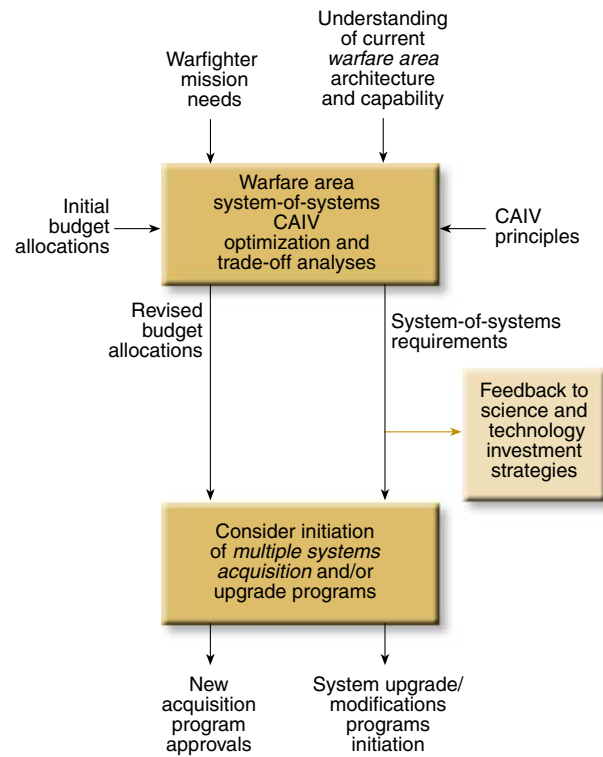 Warfighter
mission
needs
Understanding
of current
warfare area
architecture
and capability
Initial
budget
allocations
Warfare area
system-of-systems
CAIV
optimization and
trade-off analyses
CAIV
principles
Revised
budget
allocations
System-of-systems
requirements
Feedback to
science and
technology
investment
strategies
Consider initiation
of multiple systems
acquisition and/or
upgrade programs
New
acquisition
program
approvals
System upgrade/
modifications
programs
initiation